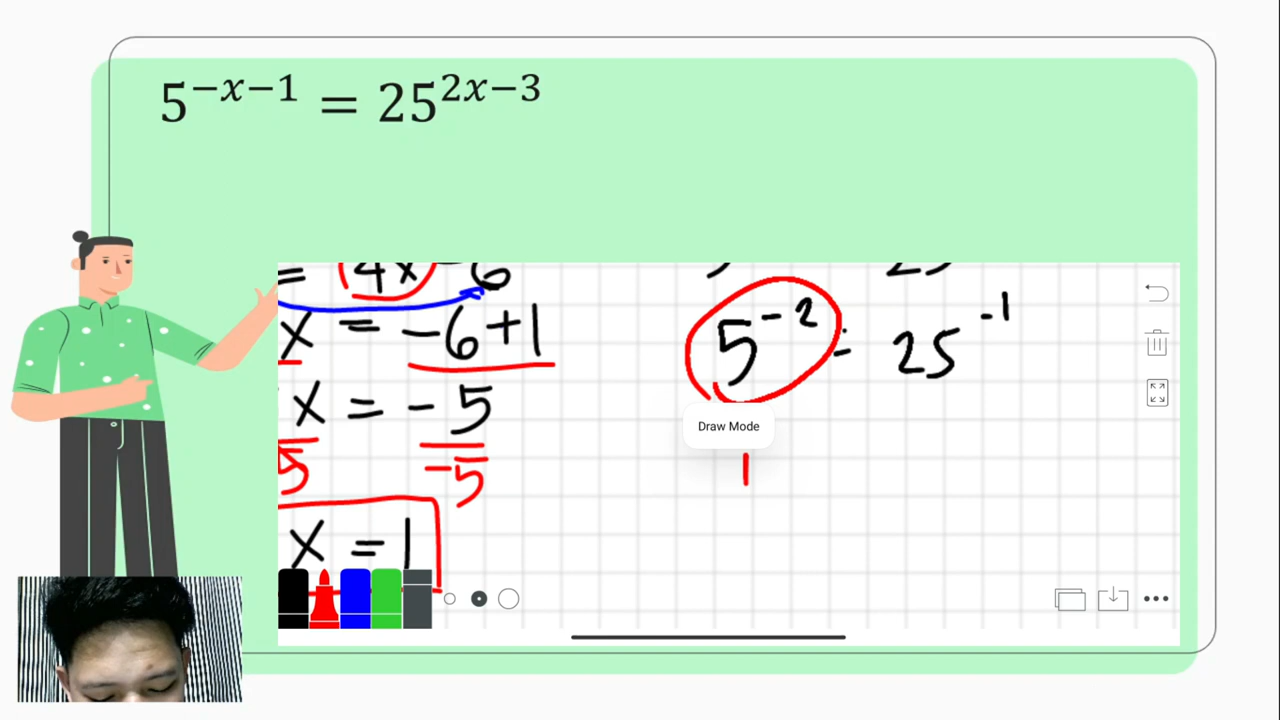 5^{-x-1} = 25^{2x-3}
= 4x - 6
x = -6+1
x = -5
5 -5
x = 1
5^{-2} = 25^{-1}
Draw Mode
1